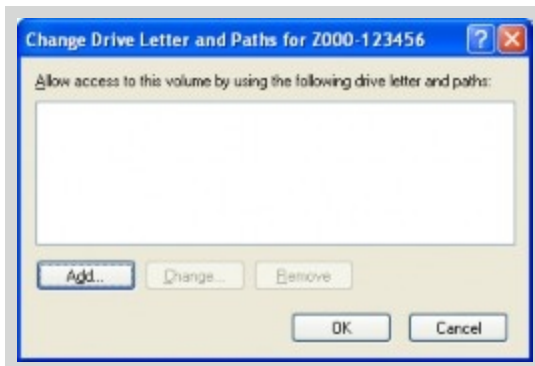 Change Drive Letter and Paths for Z000-123456
Allow access to this volume by using the following drive letter and paths:
Add...
Change...
Remove
OK
Cancel